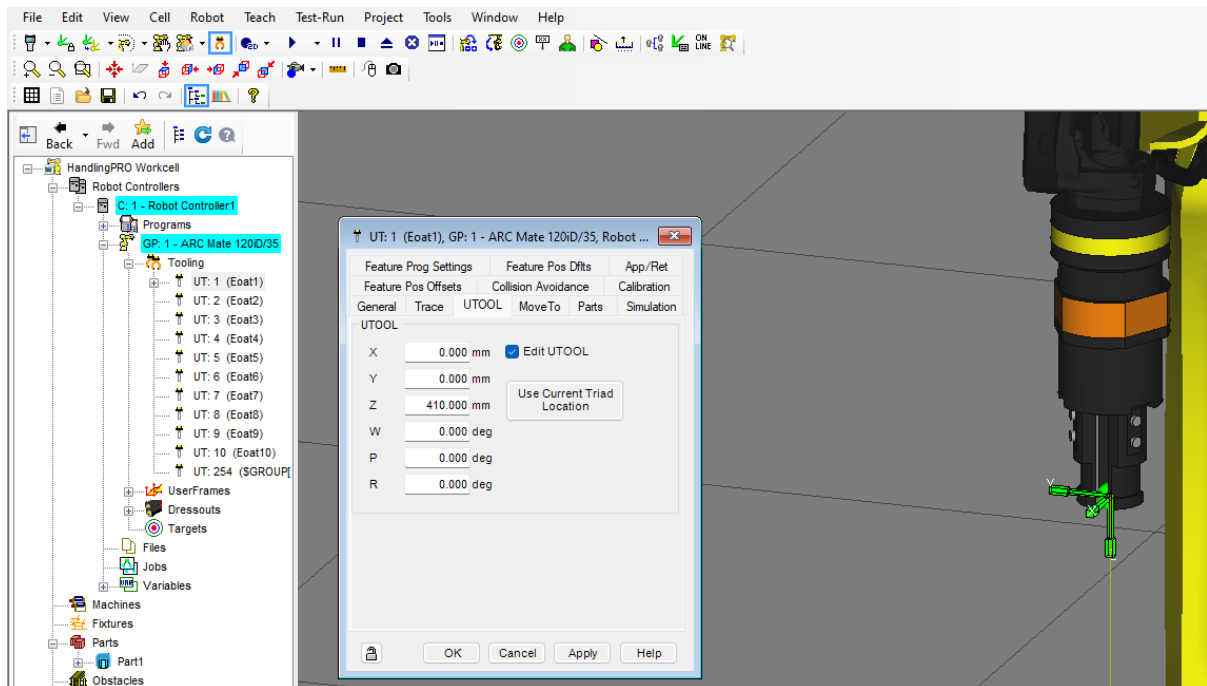 File Edit View Cell Robot Teach Test-Run Project Tools Window Help
ON
LINE
Back Fwd Add
HandlingPRO Workcell
Robot Controllers
C: 1 - Robot Controller1
Programs
GP: 1 - ARC Mate 120iD/35
Tooling
UT: 1 (Eoat1)
UT: 2 (Eoat2)
UT: 3 (Eoat3)
UT: 4 (Eoat4)
UT: 5 (Eoat5)
UT: 6 (Eoat6)
UT: 7 (Eoat7)
UT: 8 (Eoat8)
UT: 9 (Eoat9)
UT: 10 (Eoat10)
UT: 254 ($GROUP[
UserFrames
Dressouts
Targets
Files
Jobs
Variables
Machines
Fixtures
Parts
Part1
Obstacles
UT: 1 (Eoat1), GP: 1 - ARC Mate 120iD/35, Robot ...
Feature Prog Settings Feature Pos Dflts App/Ret
Feature Pos Offsets Collision Avoidance Calibration
General Trace UTOOL MoveTo Parts Simulation
UTOOL
X 0.000 mm Edit UTOOL
Y 0.000 mm
Use Current Triad
Location
Z 410.000 mm
W 0.000 deg
P 0.000 deg
R 0.000 deg
OK Cancel Apply Help